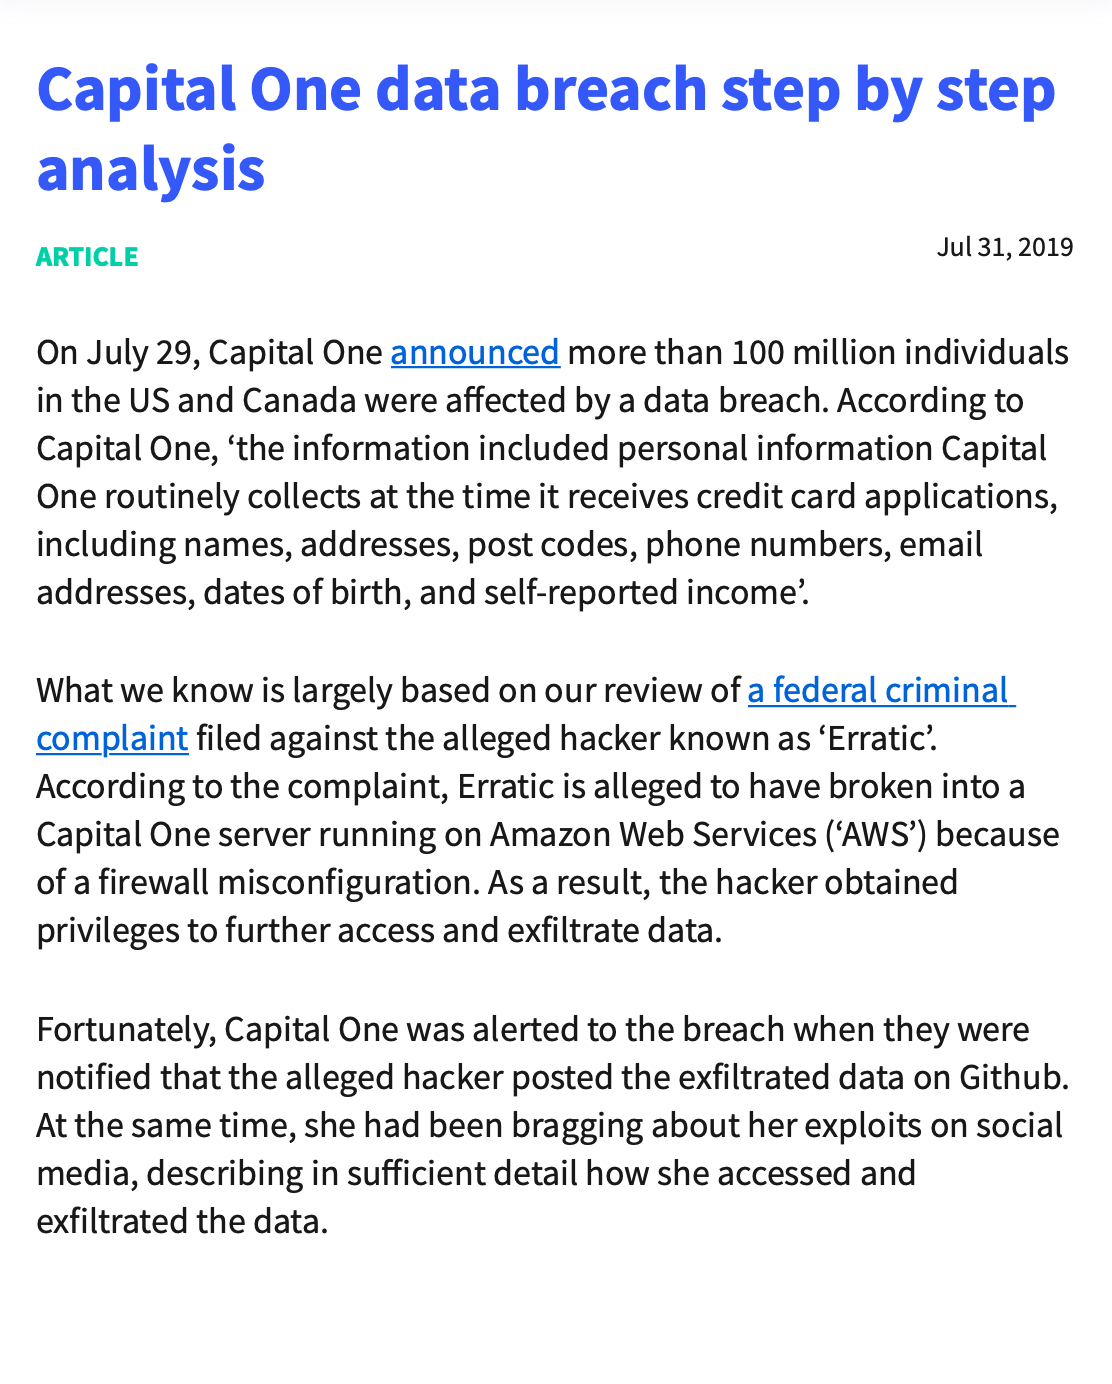 Capital One data breach step by step
analysis
ARTICLE
Jul 31, 2019
On July 29, Capital One announced more than 100 million individuals
in the US and Canada were affected by a data breach. According to
Capital One, ‘the information included personal information Capital
One routinely collects at the time it receives credit card applications,
including names, addresses, post codes, phone numbers, email
addresses, dates of birth, and self-reported income’.
What we know is largely based on our review of a federal criminal
complaint filed against the alleged hacker known as ‘Erratic’.
According to the complaint, Erratic is alleged to have broken into a
Capital One server running on Amazon Web Services (‘AWS’) because
of a firewall misconfiguration. As a result, the hacker obtained
privileges to further access and exfiltrate data.
Fortunately, Capital One was alerted to the breach when they were
notified that the alleged hacker posted the exfiltrated data on Github.
At the same time, she had been bragging about her exploits on social
media, describing in sufficient detail how she accessed and
exfiltrated the data.